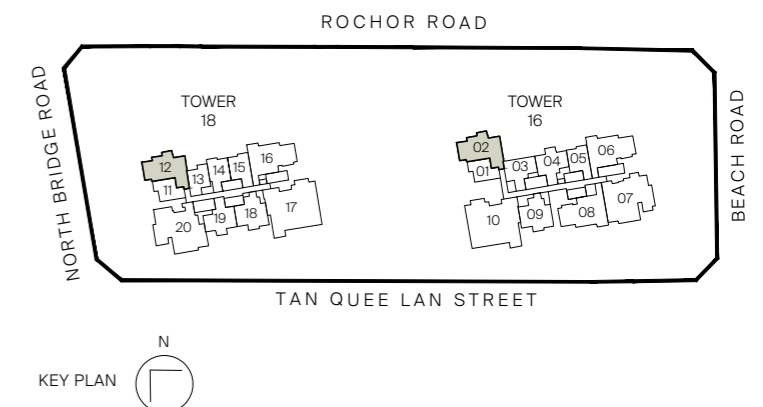 ROCHOR ROAD
NORTH BRIDGE ROAD
BEACH ROAD
TOWER
18
TOWER
16
12
11
13
14
15
16
20
19
18
17
02
01
03
04
05
06
10
09
08
07
TAN QUEE LAN STREET
N
KEY PLAN